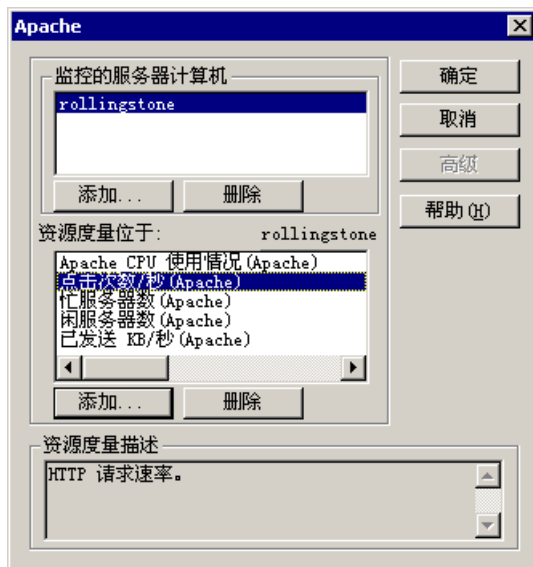 Apache
监控的服务器计算机
rollingstone
添加... 删除
资源度量位于: rollingstone
Apache CPU 使用情况(Apache)
点击次数/秒(Apache)
忙服务器数(Apache)
闲服务器数(Apache)
已发送 KB/秒(Apache)
添加... 删除
资源度量描述
HTTP 请求速率。
确定
取消
高级
帮助(H)